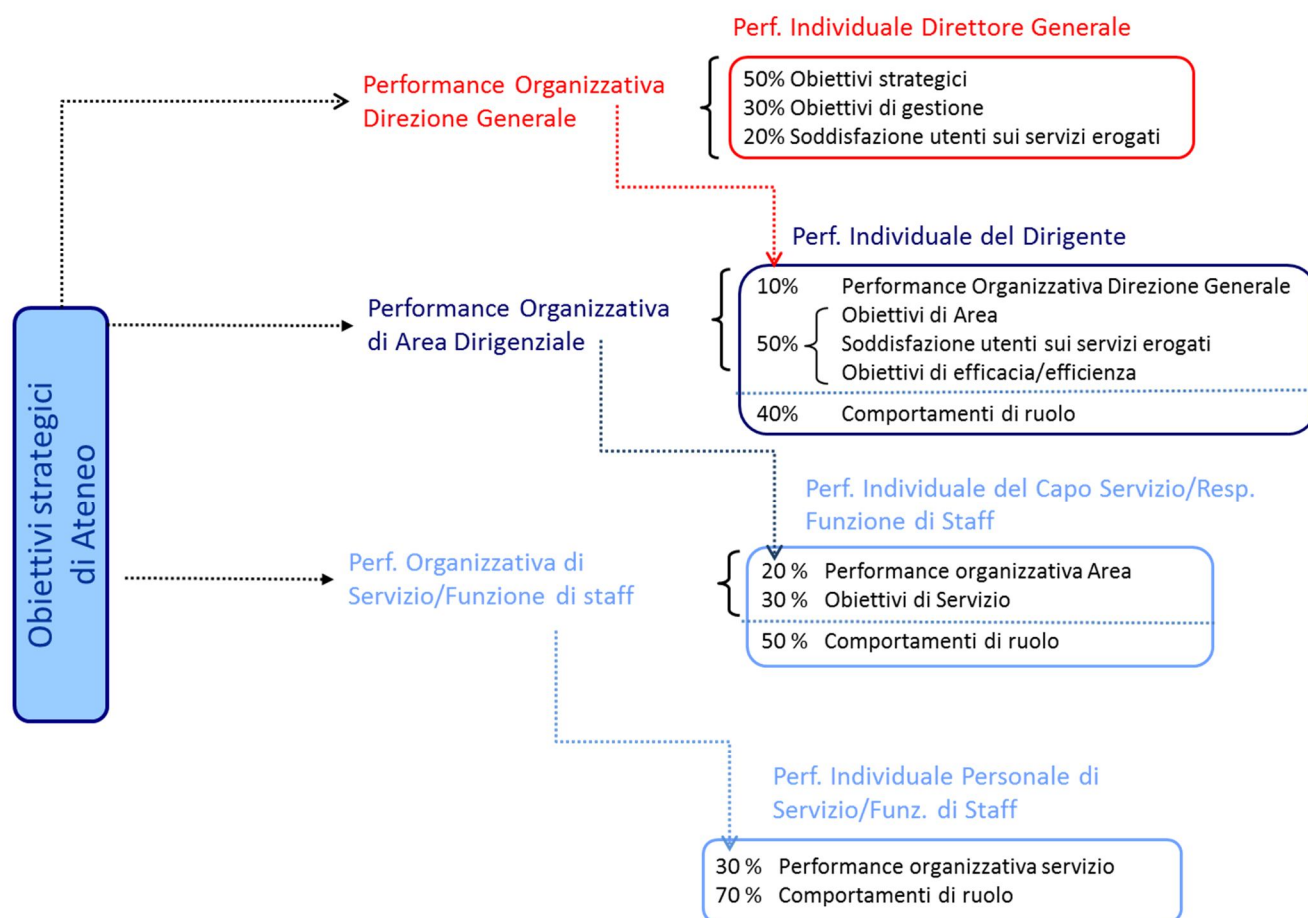 Perf. Individuale Direttore Generale
Performance Organizzativa
Direzione Generale
50% Obiettivi strategici
30% Obiettivi di gestione
20% Soddisfazione utenti sui servizi erogati
Perf. Individuale del Dirigente
Performance Organizzativa
di Area Dirigenziale
10% Performance Organizzativa Direzione Generale
Obiettivi di Area
50% Soddisfazione utenti sui servizi erogati
Obiettivi di efficacia/efficienza
40% Comportamenti di ruolo
Obiettivi strategici
di Ateneo
Perf. Individuale del Capo Servizio/Resp.
Funzione di Staff
Perf. Organizzativa di
Servizio/Funzione di staff
20 % Performance organizzativa Area
30 % Obiettivi di Servizio
50 % Comportamenti di ruolo
Perf. Individuale Personale di
Servizio/Funz. di Staff
30 % Performance organizzativa servizio
70 % Comportamenti di ruolo